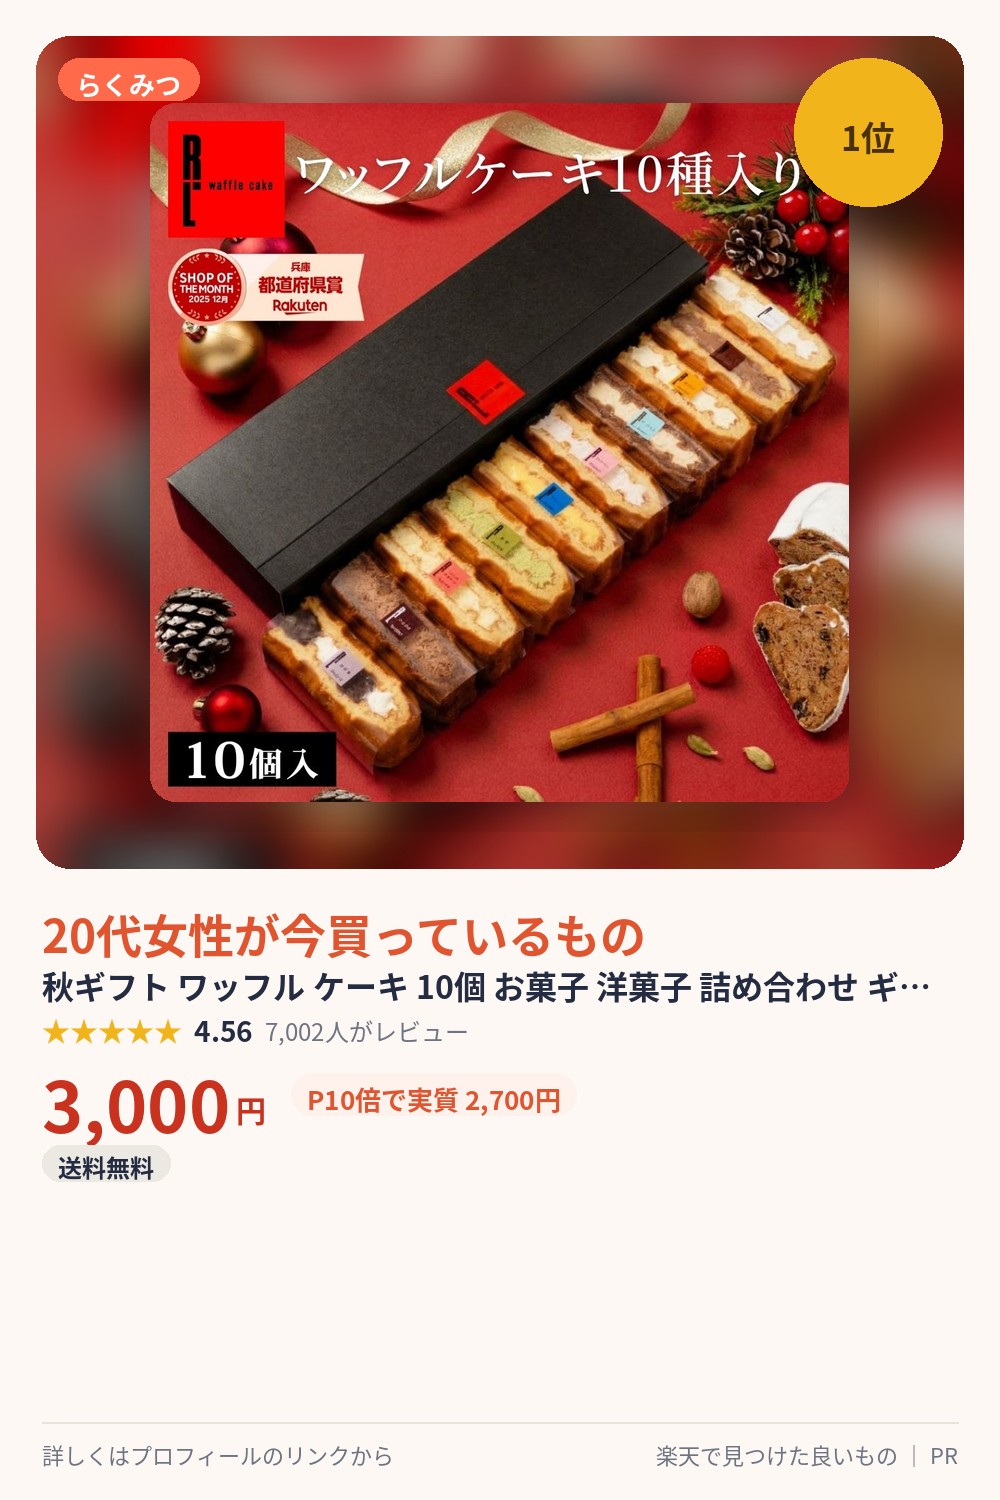 らくみつ
1位
RL
waffle cake
ワッフルケーキ10種入り
SHOP OF
THE MONTH
2025 12月
兵庫
都道府県賞
Rakuten
10個入
20代女性が今買っているもの
秋ギフト ワッフル ケーキ 10個 お菓子 洋菓子 詰め合わせ ギ…
★★★★★ 4.56 7,002人がレビュー
3,000円 P10倍で実質 2,700円
送料無料
詳しくはプロフィールのリンクから
楽天で見つけた良いもの | PR